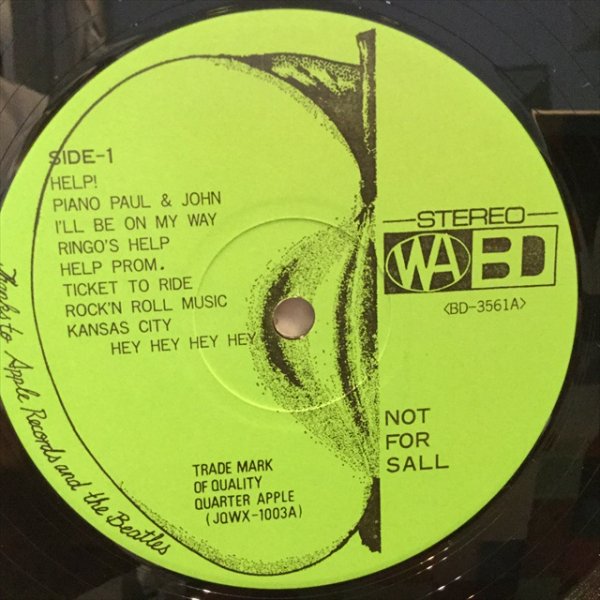 SIDE-1
HELP!
PIANO PAUL & JOHN
I'LL BE ON MY WAY
RINGO'S HELP
HELP PROM.
TICKET TO RIDE
ROCK'N ROLL MUSIC
KANSAS CITY
HEY HEY HEY HEY
STEREO
WA BD
<BD-3561A>
NOT
FOR
SALL
TRADE MARK
OF QUALITY
QUARTER APPLE
(JQWX-1003A)
Thanks to Apple Records and the Beatles